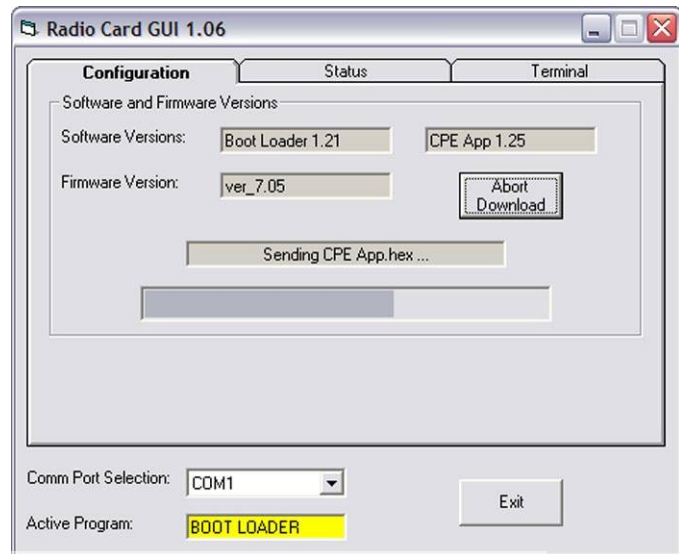 Radio Card GUI 1.06
Configuration Status Terminal
Software and Firmware Versions
Software Versions: Boot Loader 1.21 CPE App 1.25
Firmware Version: ver_7.05 Abort
Download
Sending CPE App.hex ...
Comm Port Selection: COM1
Exit
Active Program: BOOT LOADER